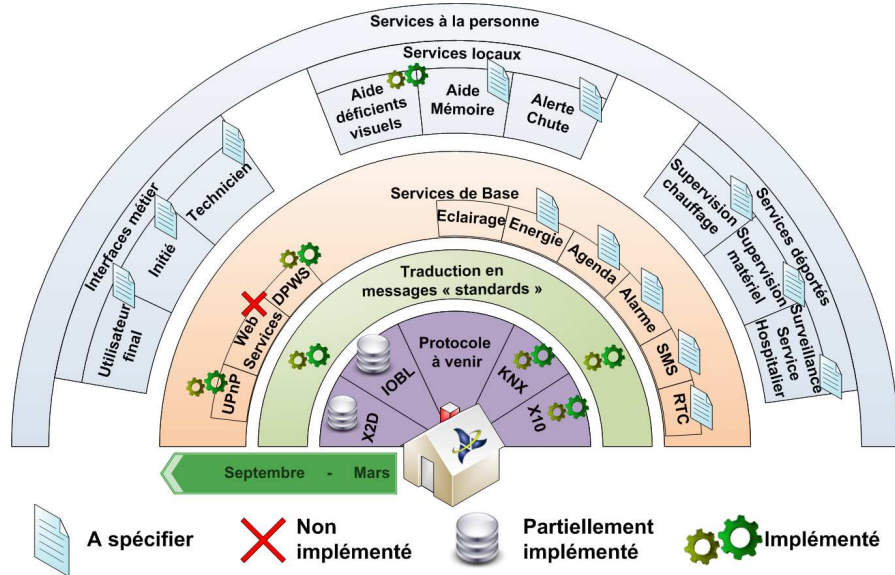 Services à la personne
Services locaux
Aide
déficients
visuels
Aide
Mémoire
Alerte
Chute
Interfaces métier
Technicien
Initié
Utilisateur
final
Services déportés
Supervision
chauffage
Supervision
matériel
Surveillance
Service
Hospitalier
Services de Base
Eclairage
Energie
Agenda
Alarme
SMS
RTC
DPWS
Web
Services
UPnP
Traduction en
messages « standards »
Protocole
à venir
IOBL
KNX
X2D
X10
Septembre - Mars
A spécifier
Non
implémenté
Partiellement
implémenté
Implémenté